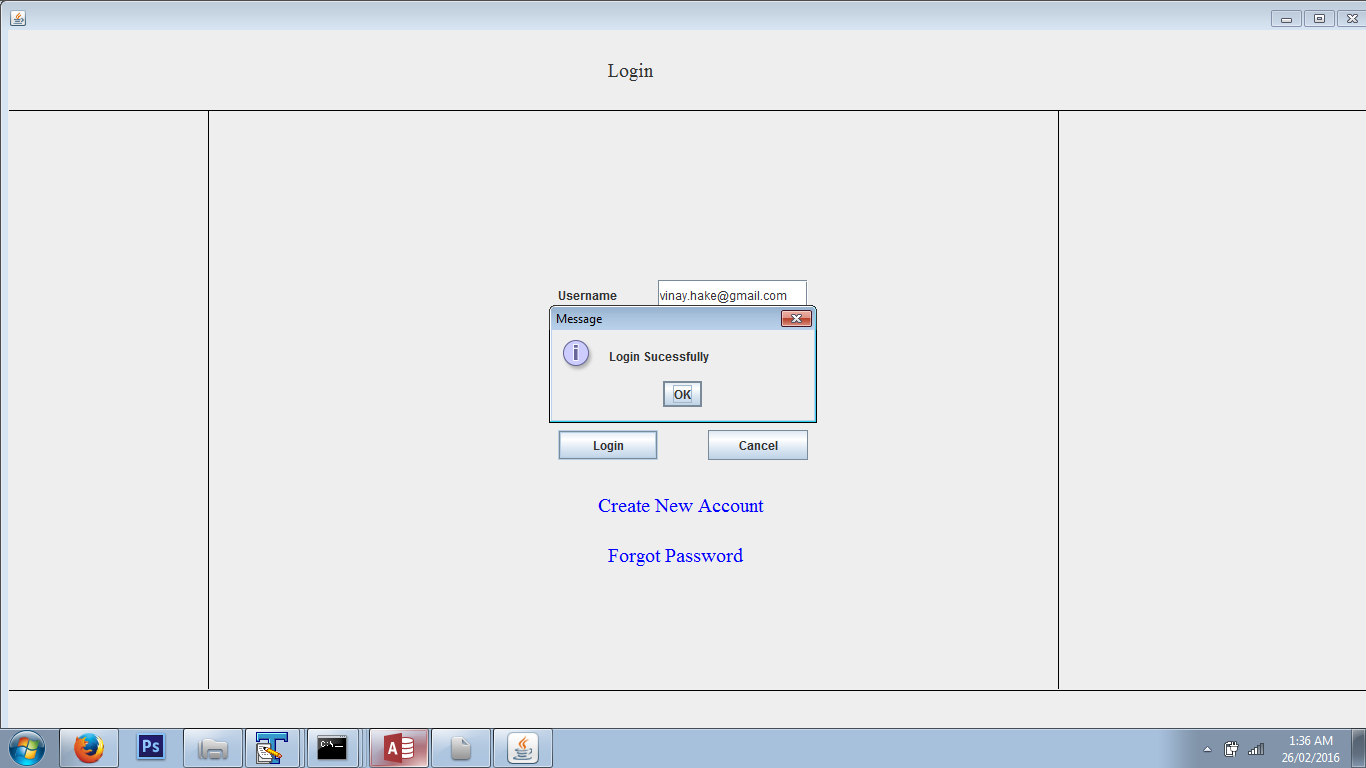 Login
Username vinay.hake@gmail.com
Message
Login Sucessfully
OK
Login Cancel
Create New Account
Forgot Password
Ps
C:\
A
1:36 AM
26/02/2016